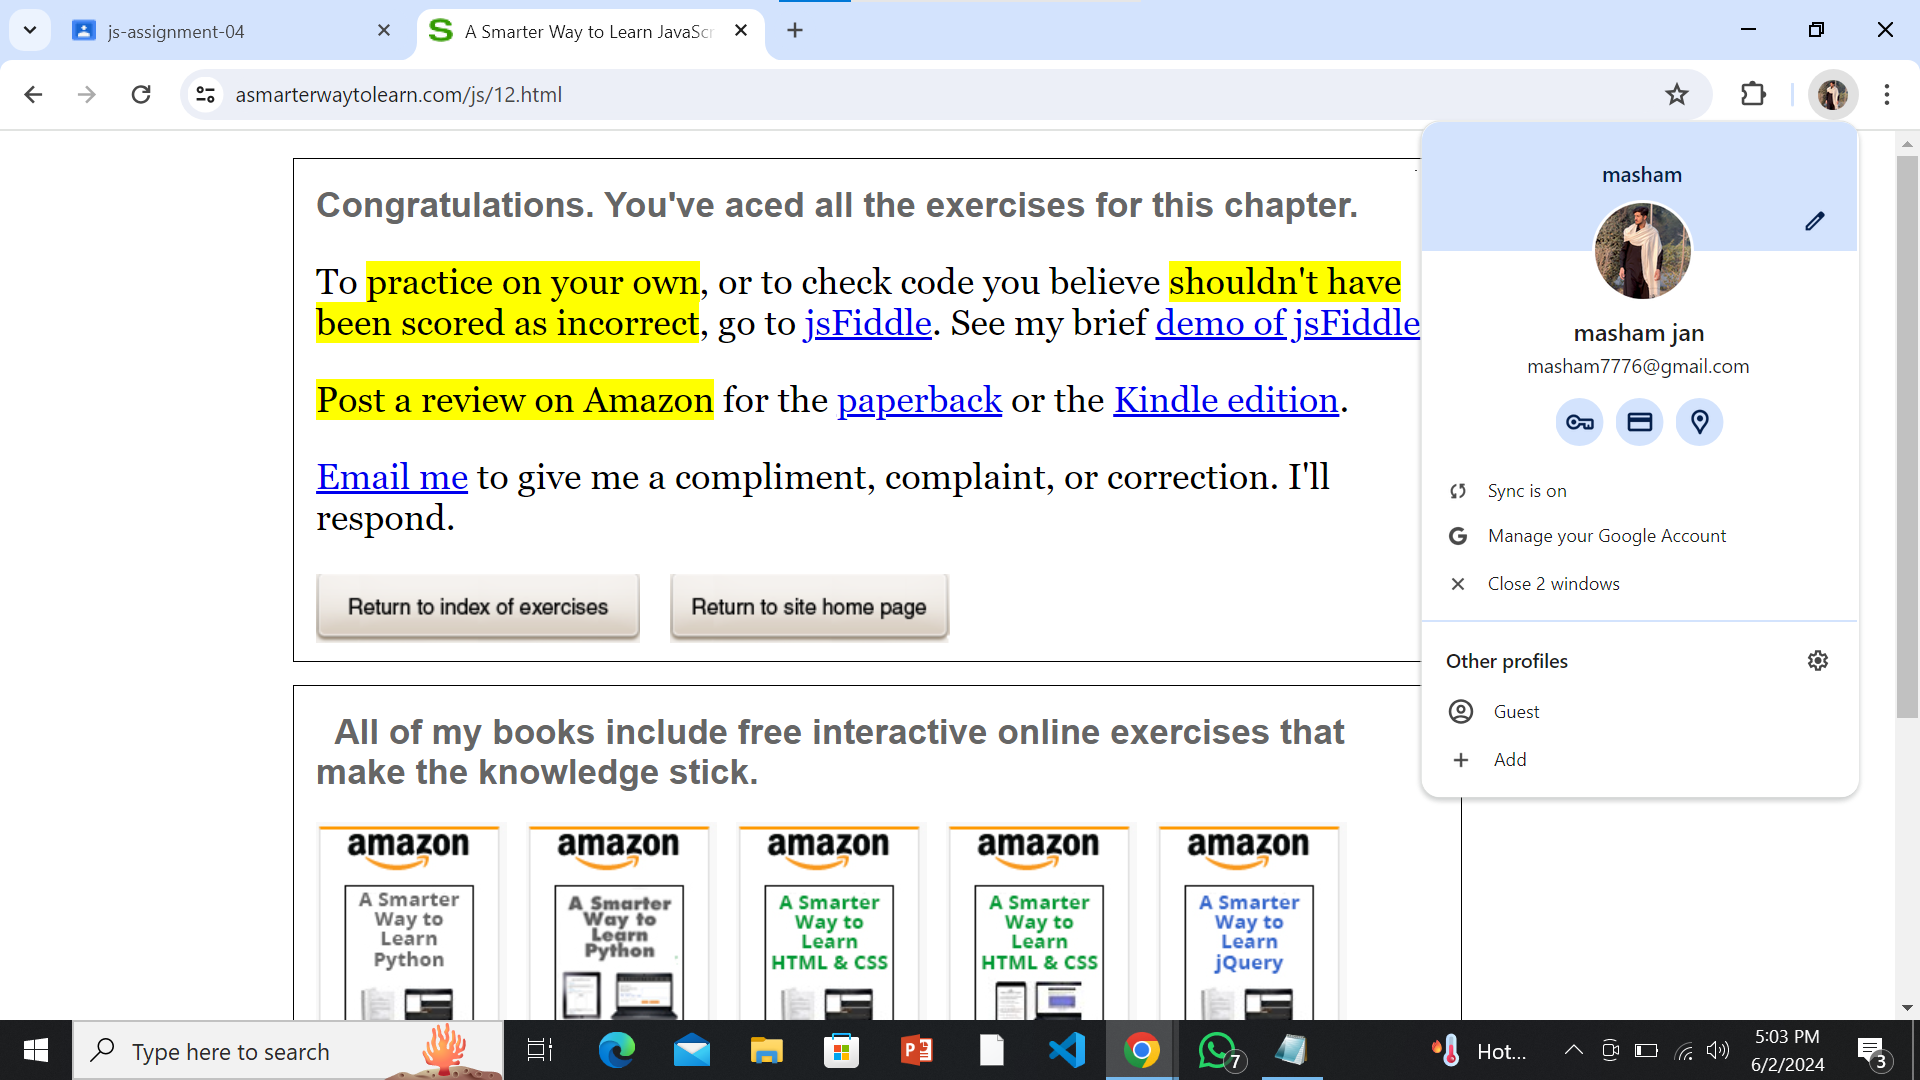 js-assignment-04
A Smarter Way to Learn JavaScr
asmarterwaytolearn.com/js/12.html
Congratulations. You've aced all the exercises for this chapter.
To practice on your own, or to check code you believe shouldn't have
been scored as incorrect, go to jsFiddle. See my brief demo of jsFiddle
Post a review on Amazon for the paperback or the Kindle edition.
Email me to give me a compliment, complaint, or correction. I'll
respond.
Return to index of exercises
Return to site home page
All of my books include free interactive online exercises that
make the knowledge stick.
amazon
A Smarter
Way to
Learn
Python
amazon
A Smarter
Way to
Learn
Python
amazon
A Smarter
Way to
Learn
HTML & CSS
amazon
A Smarter
Way to
Learn
HTML & CSS
amazon
A Smarter
Way to
Learn
jQuery
masham
masham jan
masham7776@gmail.com
Sync is on
Manage your Google Account
Close 2 windows
Other profiles
Guest
Add
Type here to search
7
Hot...
5:03 PM
6/2/2024
3